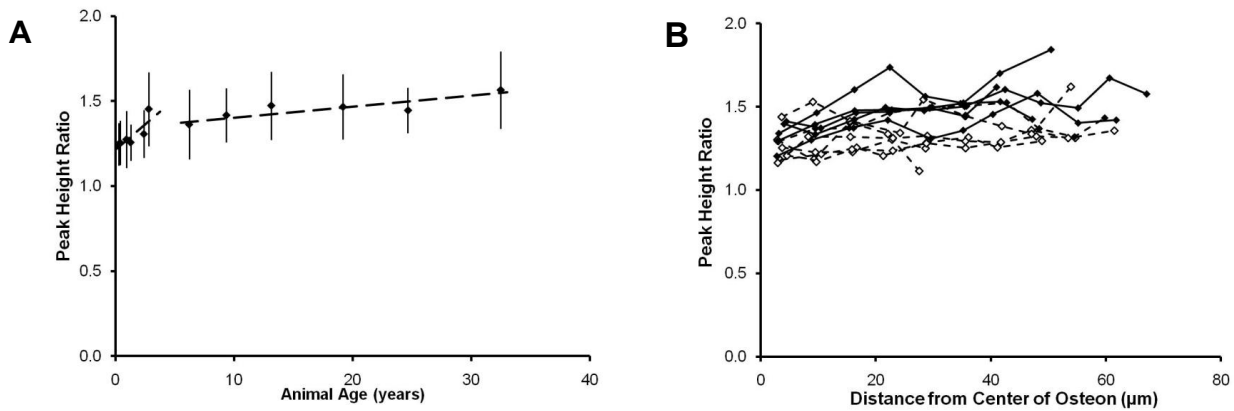 A
Peak Height Ratio
2.0
1.5
1.0
0.5
0.0
0 10 20 30 40
Animal Age (years)
B
Peak Height Ratio
2.0
1.5
1.0
0.5
0.0
0 20 40 60 80
Distance from Center of Osteon (µm)